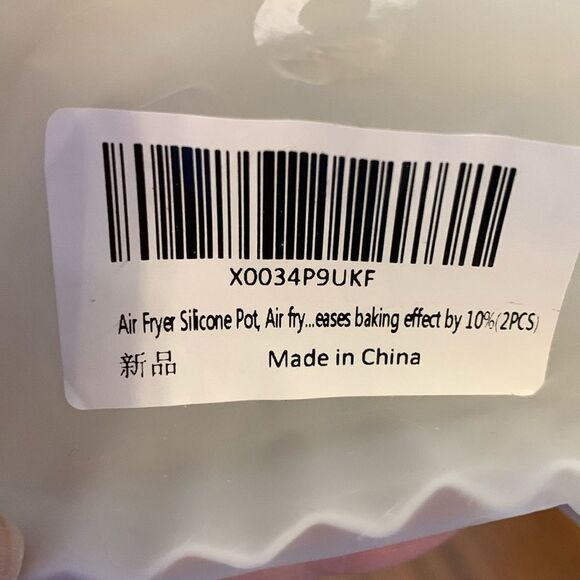 X0034P9UKF
Air Fryer Silicone Pot, Air fry...eases baking effect by 10%(2PCS)
新品 Made in China